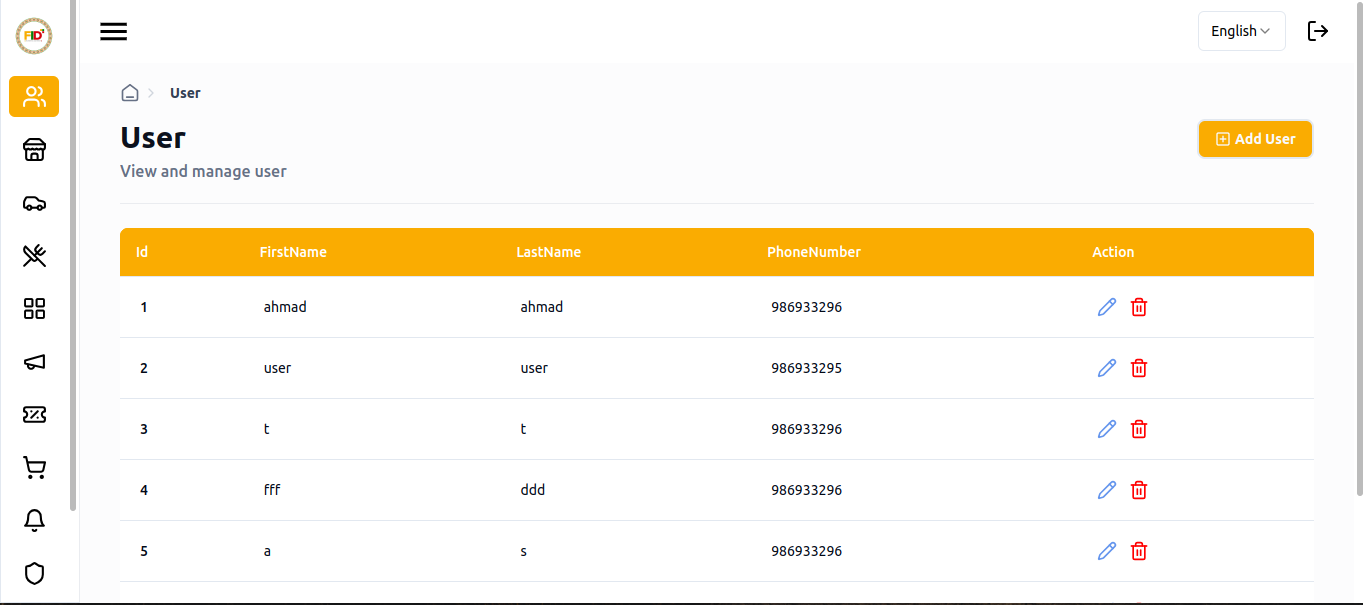 FID
English
User
User
Add User
View and manage user
Id FirstName LastName PhoneNumber Action
1 ahmad ahmad 986933296
2 user user 986933295
3 t t 986933296
4 fff ddd 986933296
5 a s 986933296